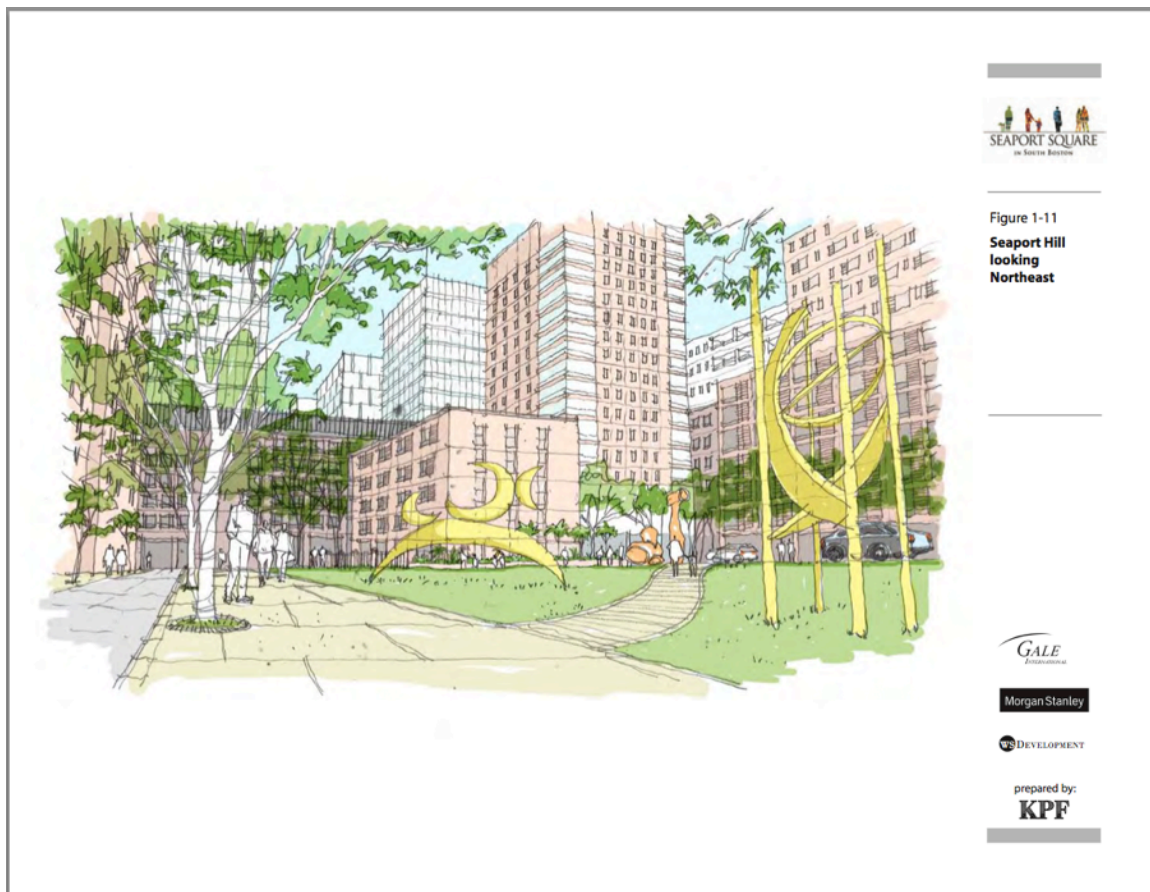 SEAPORT SQUARE
IN SOUTH BOSTON
Figure 1-11
Seaport Hill
looking
Northeast
GALE
INTERNATIONAL
Morgan Stanley
WS DEVELOPMENT
prepared by:
KPF